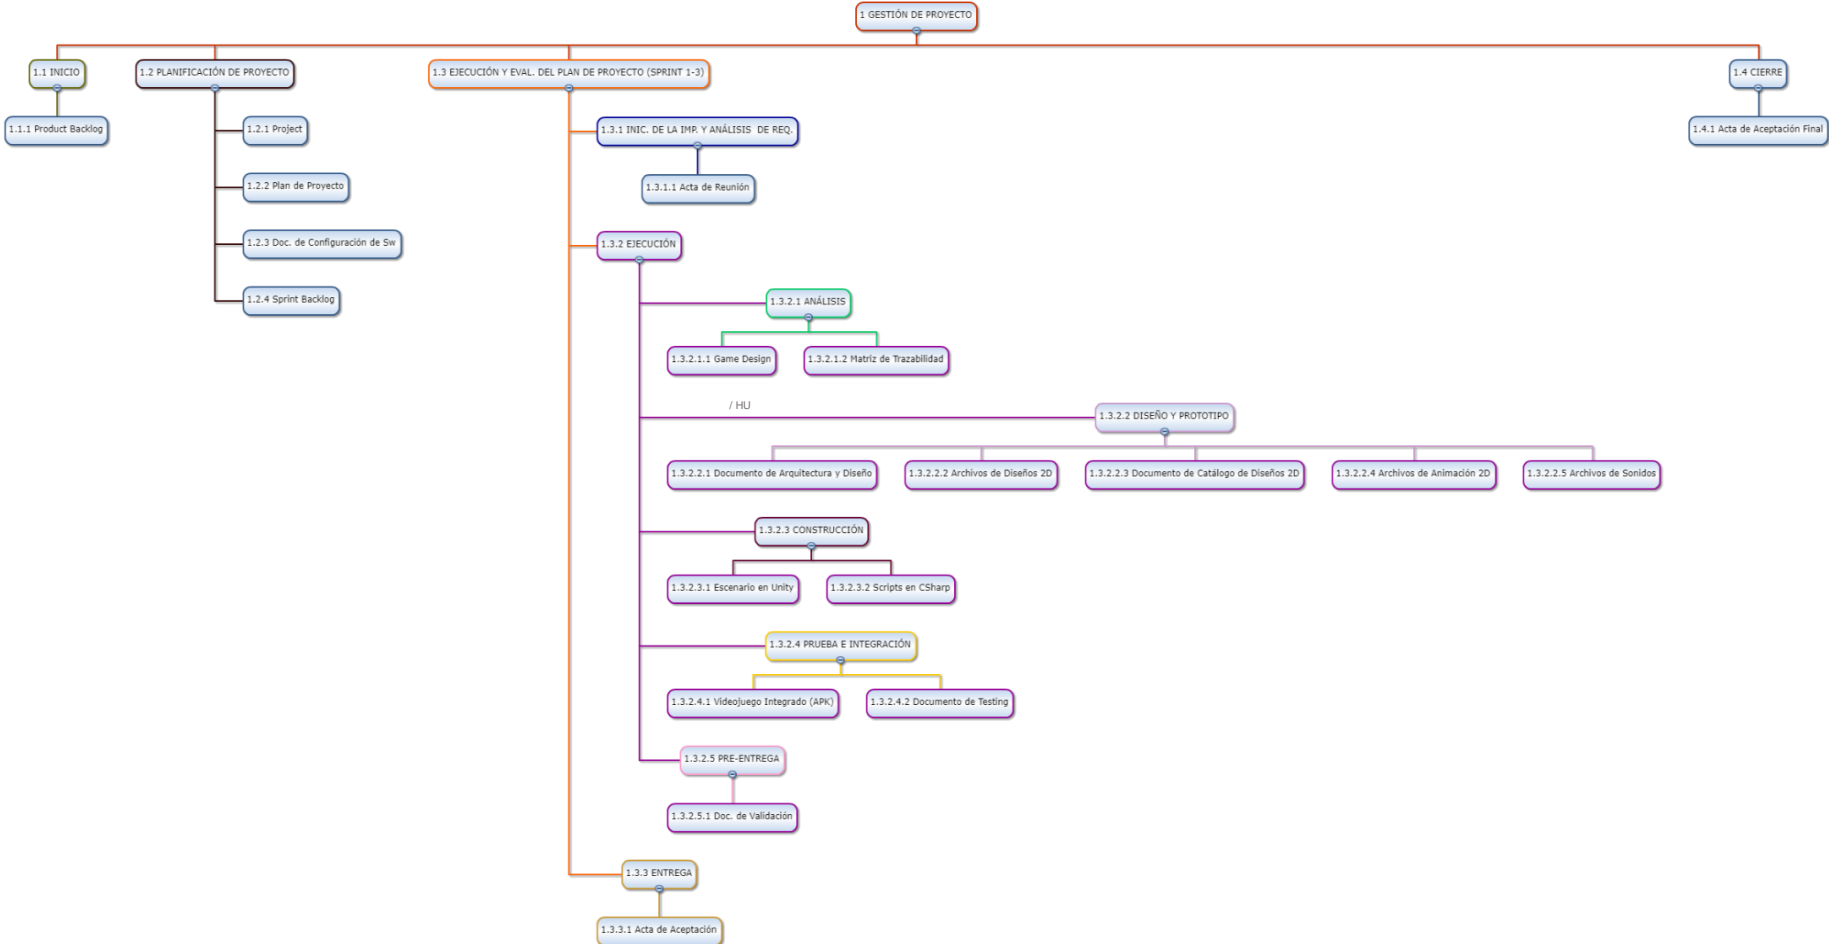 1 GESTIÓN DE PROYECTO
1.1 INICIO
1.2 PLANIFICACIÓN DE PROYECTO
1.3 EJECUCIÓN Y EVAL. DEL PLAN DE PROYECTO (SPRINT 1-3)
1.4 CIERRE
1.1.1 Product Backlog
1.2.1 Project
1.3.1 INIC. DE LA IMP. Y ANÁLISIS DE REQ.
1.4.1 Acta de Aceptación Final
1.2.2 Plan de Proyecto
1.3.1.1 Acta de Reunión
1.2.3 Doc. de Configuración de Sw
1.3.2 EJECUCIÓN
1.2.4 Sprint Backlog
1.3.2.1 ANÁLISIS
1.3.2.1.1 Game Design
1.3.2.1.2 Matriz de Trazabilidad
/ HU
1.3.2.2 DISEÑO Y PROTOTIPO
1.3.2.2.1 Documento de Arquitectura y Diseño
1.3.2.2.2 Archivos de Diseños 2D
1.3.2.2.3 Documento de Catálogo de Diseños 2D
1.3.2.2.4 Archivos de Animación 2D
1.3.2.2.5 Archivos de Sonidos
1.3.2.3 CONSTRUCCIÓN
1.3.2.3.1 Escenario en Unity
1.3.2.3.2 Scripts en CSharp
1.3.2.4 PRUEBA E INTEGRACIÓN
1.3.2.4.1 Videojuego Integrado (APK)
1.3.2.4.2 Documento de Testing
1.3.2.5 PRE-ENTREGA
1.3.2.5.1 Doc. de Validación
1.3.3 ENTREGA
1.3.3.1 Acta de Aceptación